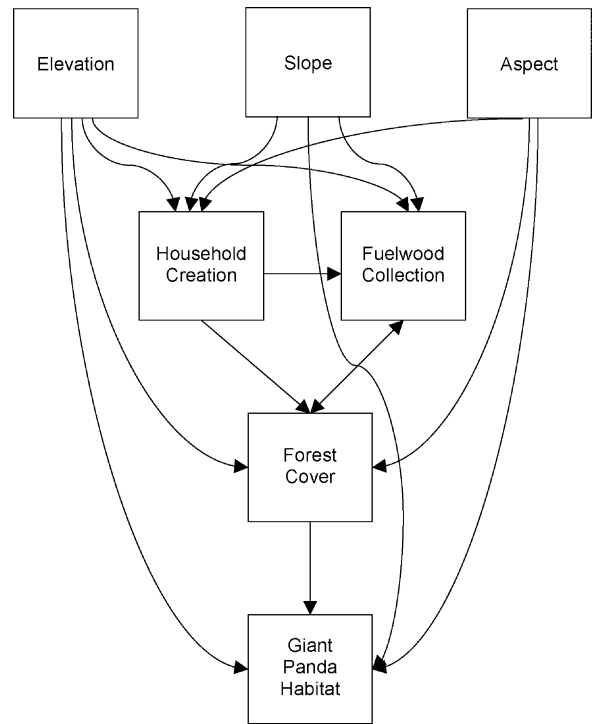 Elevation
Slope
Aspect
Household
Creation
Fuelwood
Collection
Forest
Cover
Giant
Panda
Habitat